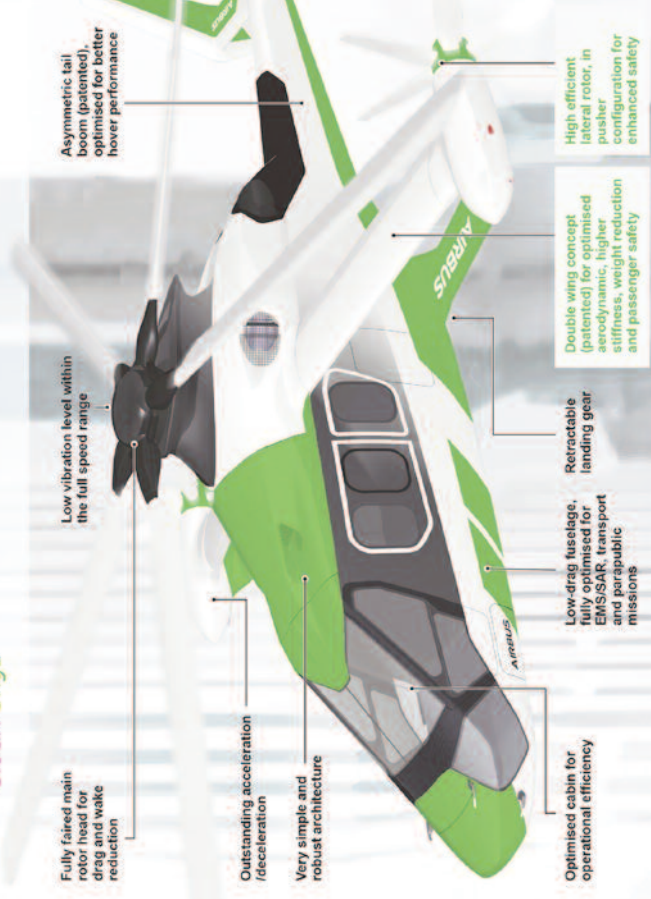 Fully faired main
rotor head for
drag and wake
reduction
Low vibration level within
the full speed range
Asymmetric tail
boom (patented),
optimised for better
hover performance
Outstanding acceleration
/deceleration
Very simple and
robust architecture
Optimised cabin for
operational efficiency
Low-drag fuselage,
fully optimised for
EMS/SAR, transport
and parapublic
missions
Retractable
landing gear
Double wing concept
(patented) for optimised
aerodynamic, higher
stiffness, weight reduction
and passenger safety
High efficient
lateral rotor, in
pusher
configuration for
enhanced safety
AIRBUS
AIRBUS
AIRBUS